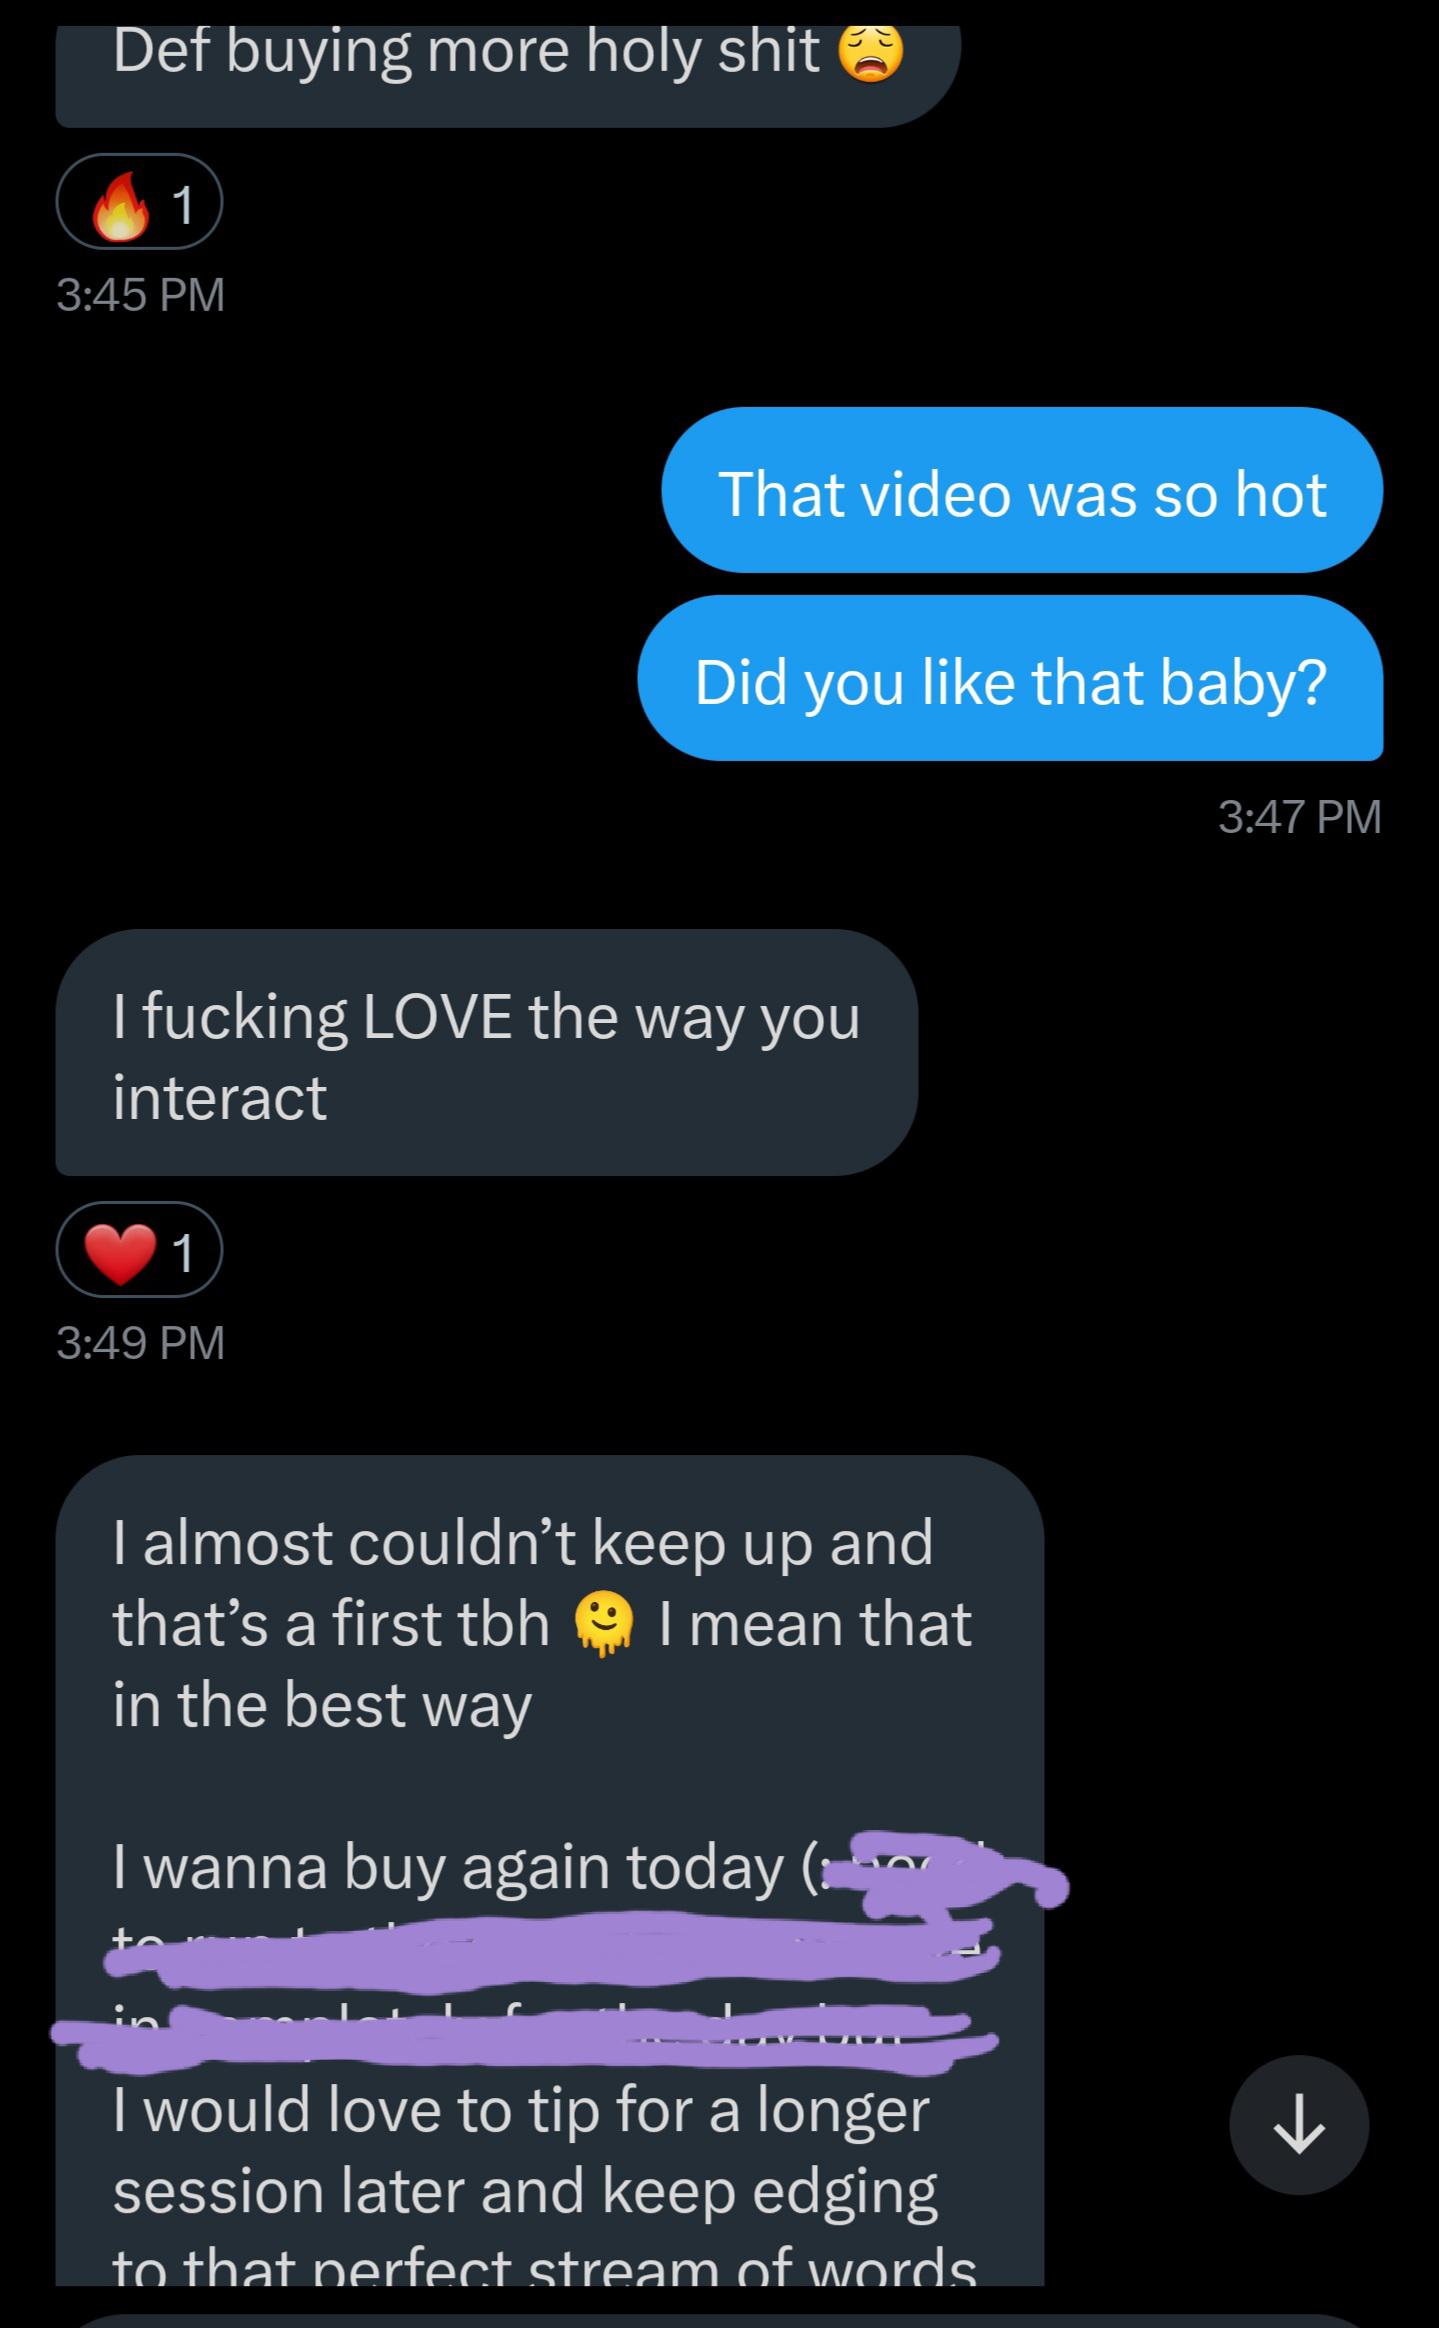 Def buying more holy shit 😩
🔥 1
3:45 PM
That video was so hot
Did you like that baby?
3:47 PM
I fucking LOVE the way you
interact
❤️ 1
3:49 PM
I almost couldn't keep up and
that's a first tbh 🫠 I mean that
in the best way
I wanna buy again today (:
to
in
I would love to tip for a longer
session later and keep edging
to that perfect stream of words